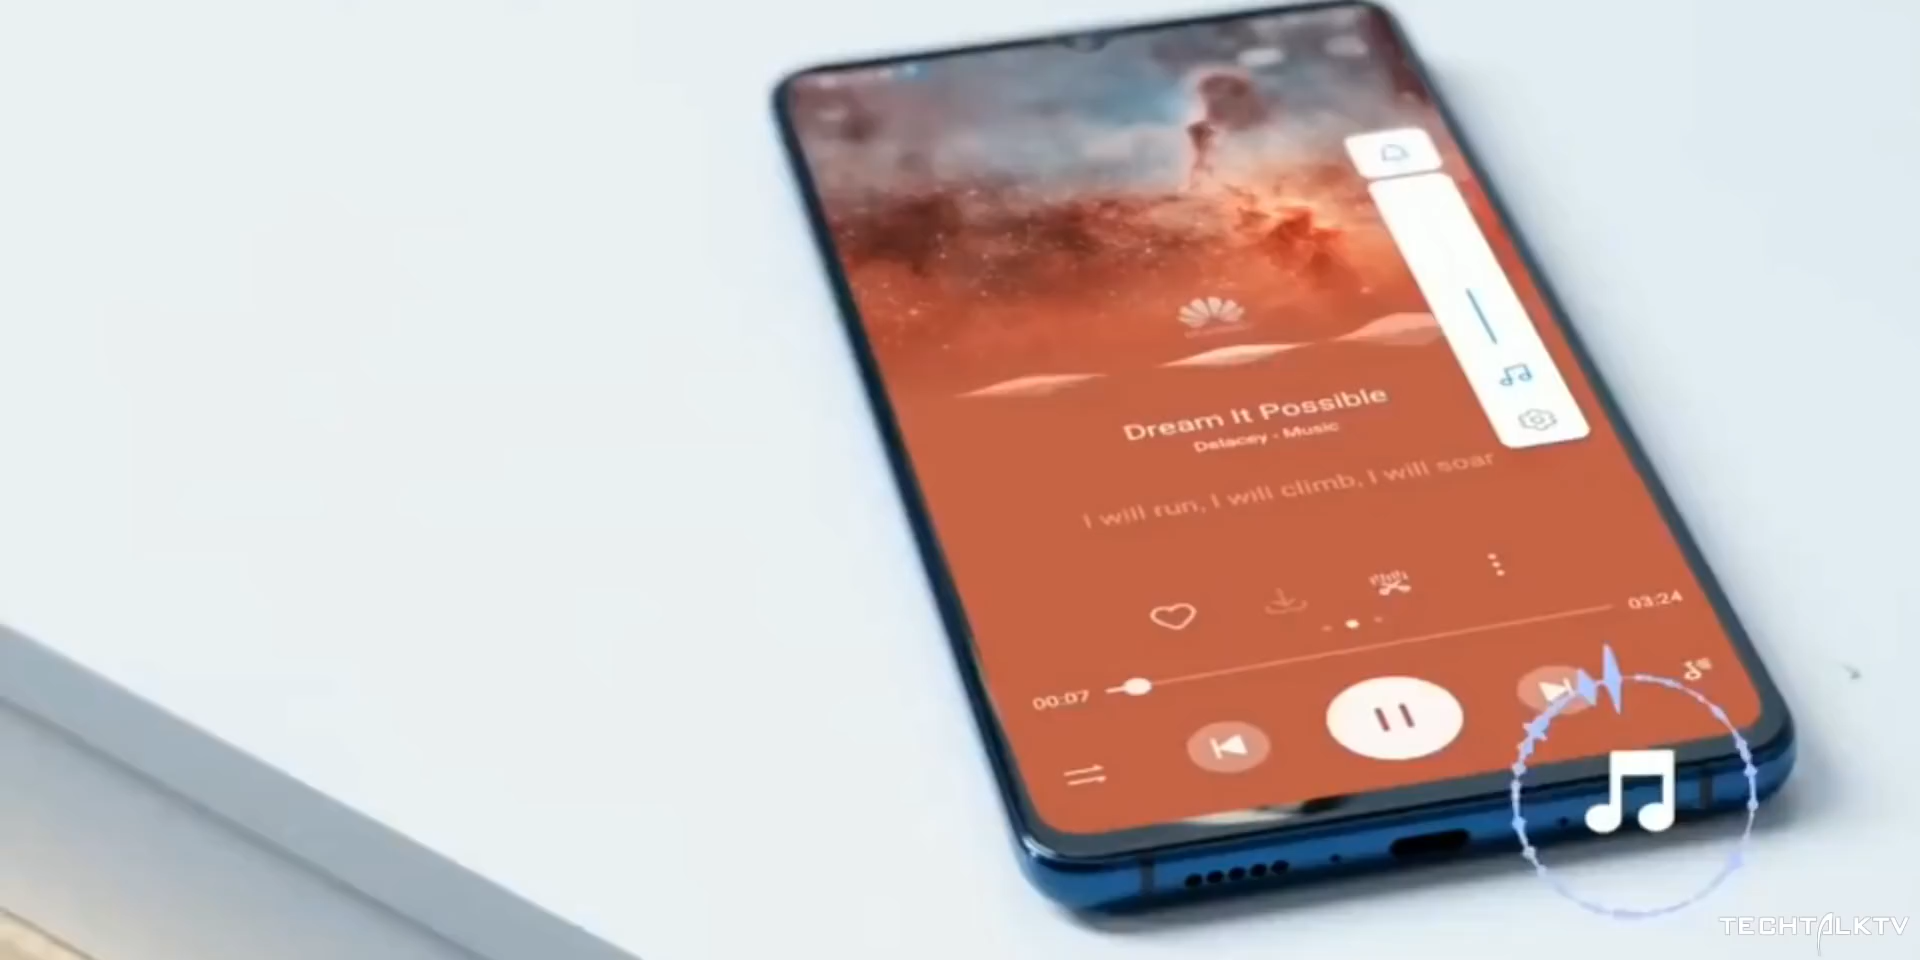 Dream It Possible
Delacey - Music
I will run, I will climb, I will soar
03:24
00:07
TECHTALKTV